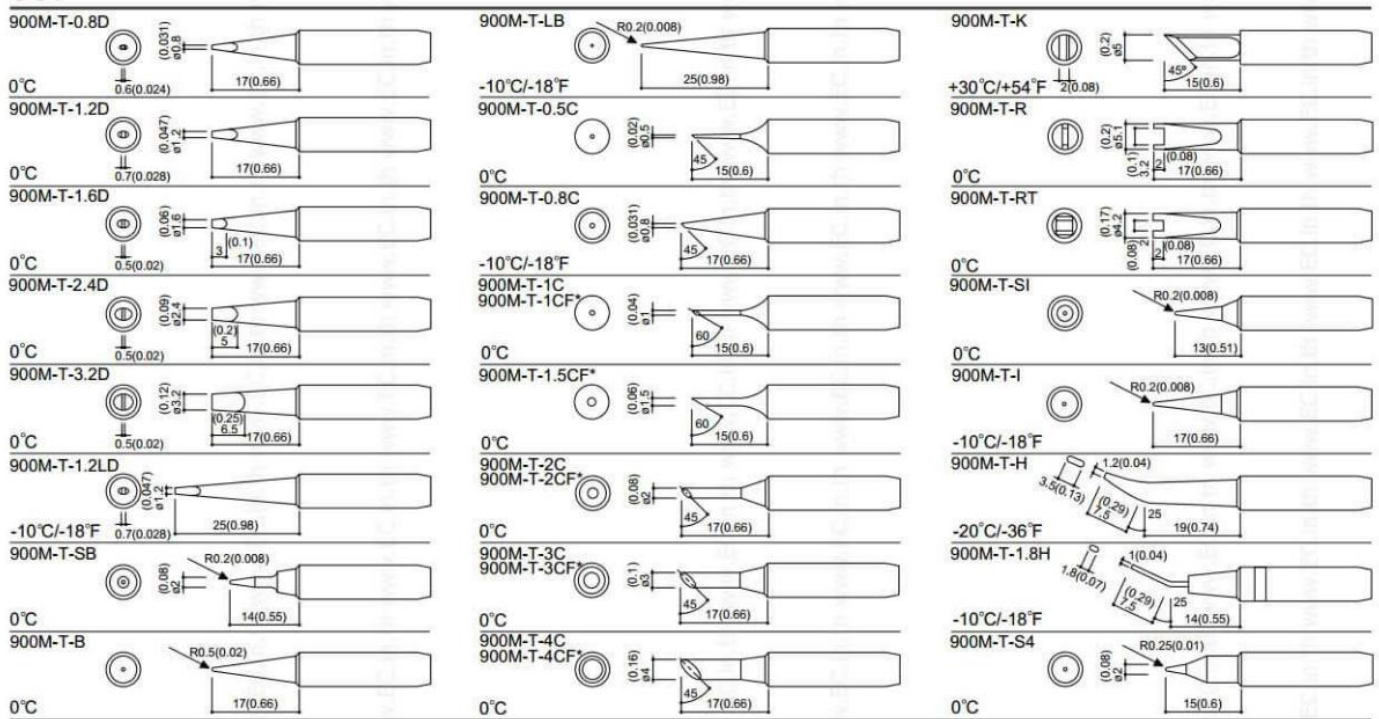 900M-T-0.8D
(0.031)
ø0.8
17(0.66)
0°C
0.6(0.024)
900M-T-1.2D
(0.047)
ø1.2
17(0.66)
0°C
0.7(0.028)
900M-T-1.6D
(0.06)
ø1.6
(0.1)
3
17(0.66)
0°C
0.5(0.02)
900M-T-2.4D
(0.09)
ø2.4
(0.2)
5
17(0.66)
0°C
0.5(0.02)
900M-T-3.2D
(0.12)
ø3.2
(0.25)
6.5
17(0.66)
0°C
0.5(0.02)
900M-T-1.2LD
(0.047)
ø1.2
25(0.98)
-10°C/-18°F
0.7(0.028)
900M-T-SB
R0.2(0.008)
(0.08)
ø2
14(0.55)
0°C
900M-T-B
R0.5(0.02)
17(0.66)
0°C
900M-T-LB
R0.2(0.008)
25(0.98)
-10°C/-18°F
900M-T-0.5C
(0.02)
ø0.5
45
15(0.6)
0°C
900M-T-0.8C
(0.031)
ø0.8
45
17(0.66)
-10°C/-18°F
900M-T-1C
900M-T-1CF*
(0.04)
ø1
60
15(0.6)
0°C
900M-T-1.5CF*
(0.06)
ø1.5
60
15(0.6)
0°C
900M-T-2C
900M-T-2CF*
(0.08)
ø2
45
17(0.66)
0°C
900M-T-3C
900M-T-3CF*
(0.1)
ø3
45
17(0.66)
0°C
900M-T-4C
900M-T-4CF*
(0.16)
ø4
45
17(0.66)
0°C
900M-T-K
(0.2)
ø5
45°
15(0.6)
+30°C/+54°F
2(0.08)
900M-T-R
(0.2)
ø5.1
(0.1)
3.2
2
(0.08)
17(0.66)
0°C
900M-T-RT
(0.17)
ø4.2
(0.08)
2
2
(0.08)
17(0.66)
0°C
900M-T-SI
R0.2(0.008)
13(0.51)
0°C
900M-T-I
R0.2(0.008)
17(0.66)
-10°C/-18°F
900M-T-H
1.2(0.04)
3.5(0.13)
(0.29)
7.5
25
19(0.74)
-20°C/-36°F
900M-T-1.8H
1(0.04)
1.8(0.07)
(0.29)
7.5
25
14(0.55)
-10°C/-18°F
900M-T-S4
R0.25(0.01)
(0.08)
ø2
15(0.6)
0°C